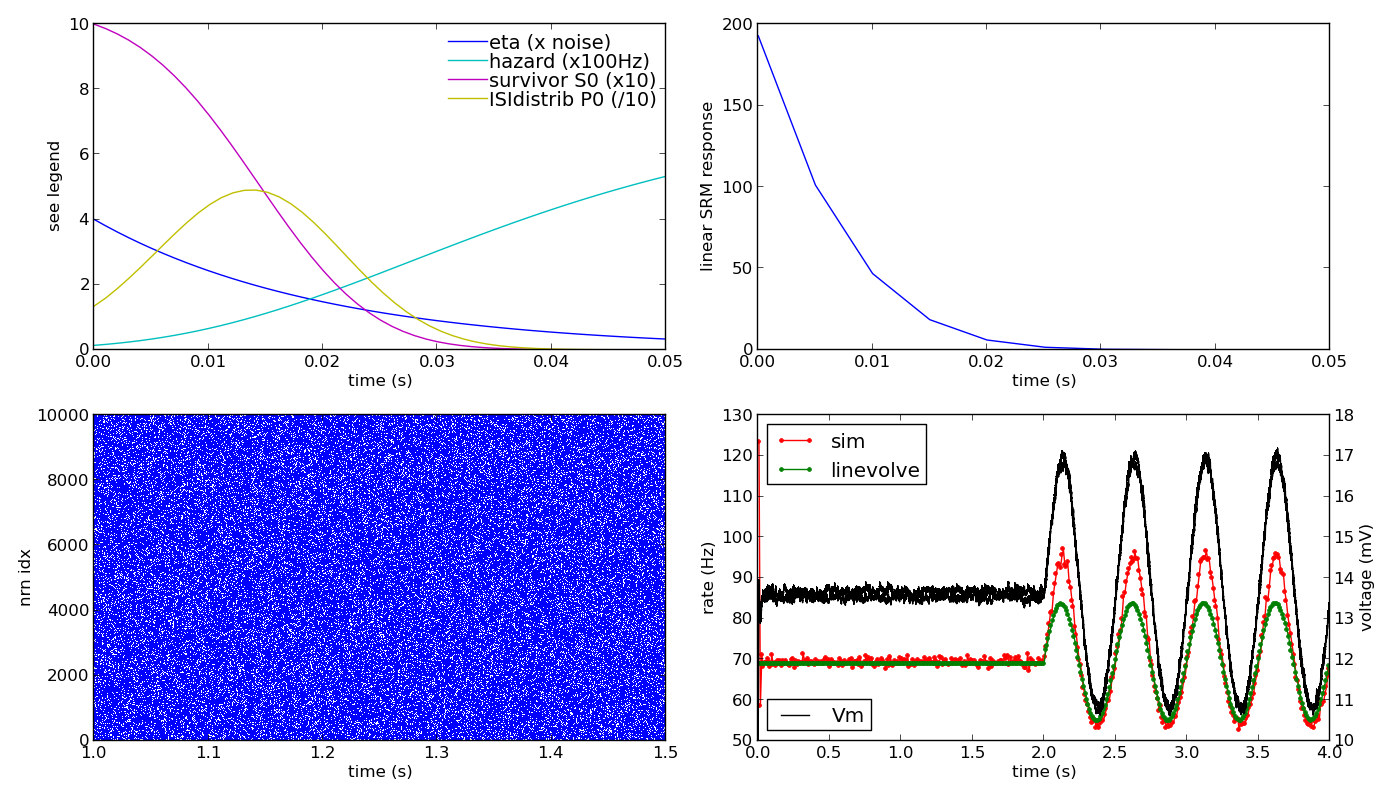 10
8
6
4
2
0
see legend
eta (x noise)
hazard (x100Hz)
survivor S0 (x10)
ISIdistrib P0 (/10)
0.00 0.01 0.02 0.03 0.04 0.05
time (s)
200
150
100
50
0
linear SRM response
0.00 0.01 0.02 0.03 0.04 0.05
time (s)
10000
8000
6000
4000
2000
0
nrn idx
1.0 1.1 1.2 1.3 1.4 1.5
time (s)
130
120
110
100
90
80
70
60
50
rate (Hz)
sim
linevolve
Vm
18
17
16
15
14
13
12
11
10
voltage (mV)
0.0 0.5 1.0 1.5 2.0 2.5 3.0 3.5 4.0
time (s)